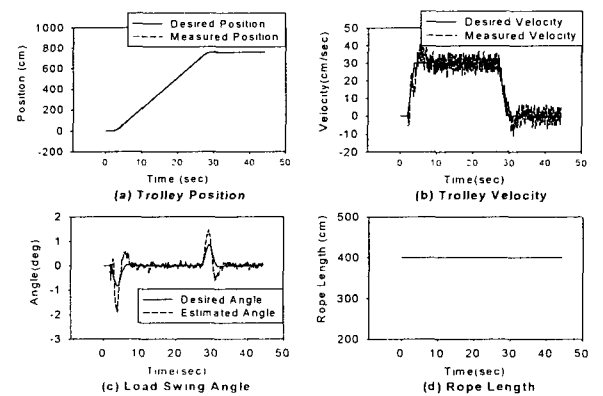 Desired Position
Measured Position
Position (cm)
1000
800
600
400
200
0
-200
0 10 20 30 40 50
Time (sec)
(a) Trolley Position
Desired Velocity
Measured Velocity
Velocity(cm/sec)
50
40
30
20
10
0
-10
-20
0 10 20 30 40 50
Time(sec)
(b) Trolley Velocity
Angle(deg)
2
1
0
-1
-2
-3
Desired Angle
Estimated Angle
0 10 20 30 40 50
Time(sec)
(c) Load Swing Angle
Rope Length (cm)
500
400
300
200
0 10 20 30 40 50
Time(sec)
(d) Rope Length